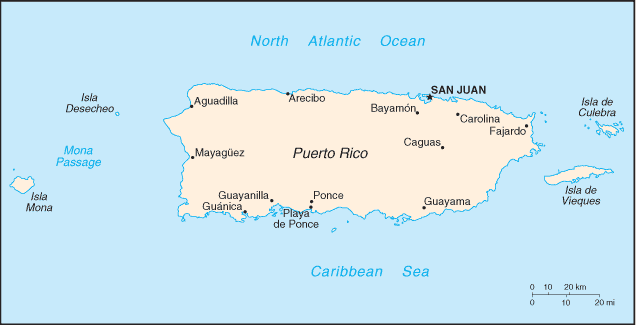 North Atlantic Ocean
SAN JUAN
Isla
Desecheo
Aguadilla
Arecibo
Bayamón
Carolina
Isla de
Culebra
Fajardo
Mona
Passage
Mayagüez
Puerto Rico
Caguas
Isla
Mona
Guayanilla
Guánica
Ponce
Playa
de Ponce
Guayama
Isla de
Vieques
Caribbean Sea
0 10 20 km
0 10 20 mi